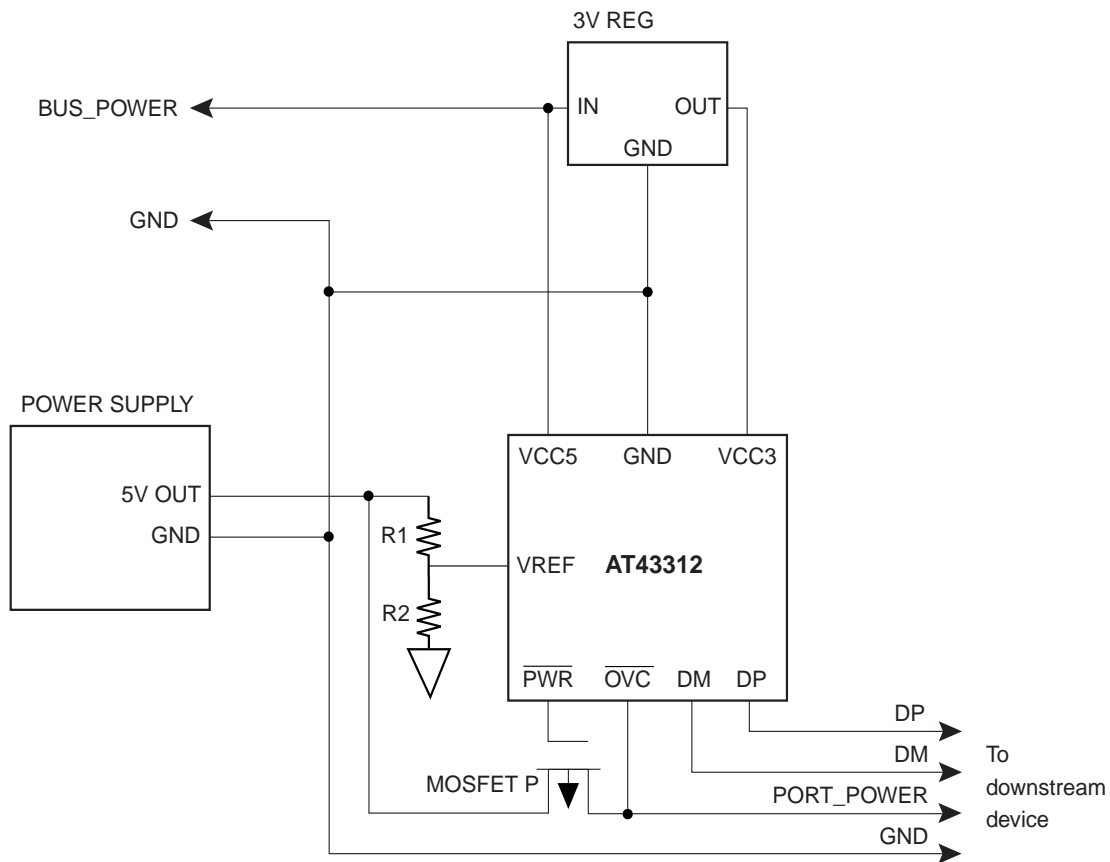 3V REG
BUS_POWER
IN
OUT
GND
GND
POWER SUPPLY
5V OUT
GND
VCC5
GND
VCC3
R1
VREF
AT43312
R2
PWR
OVC
DM
DP
DP
DM
To
downstream
device
MOSFET P
PORT_POWER
GND